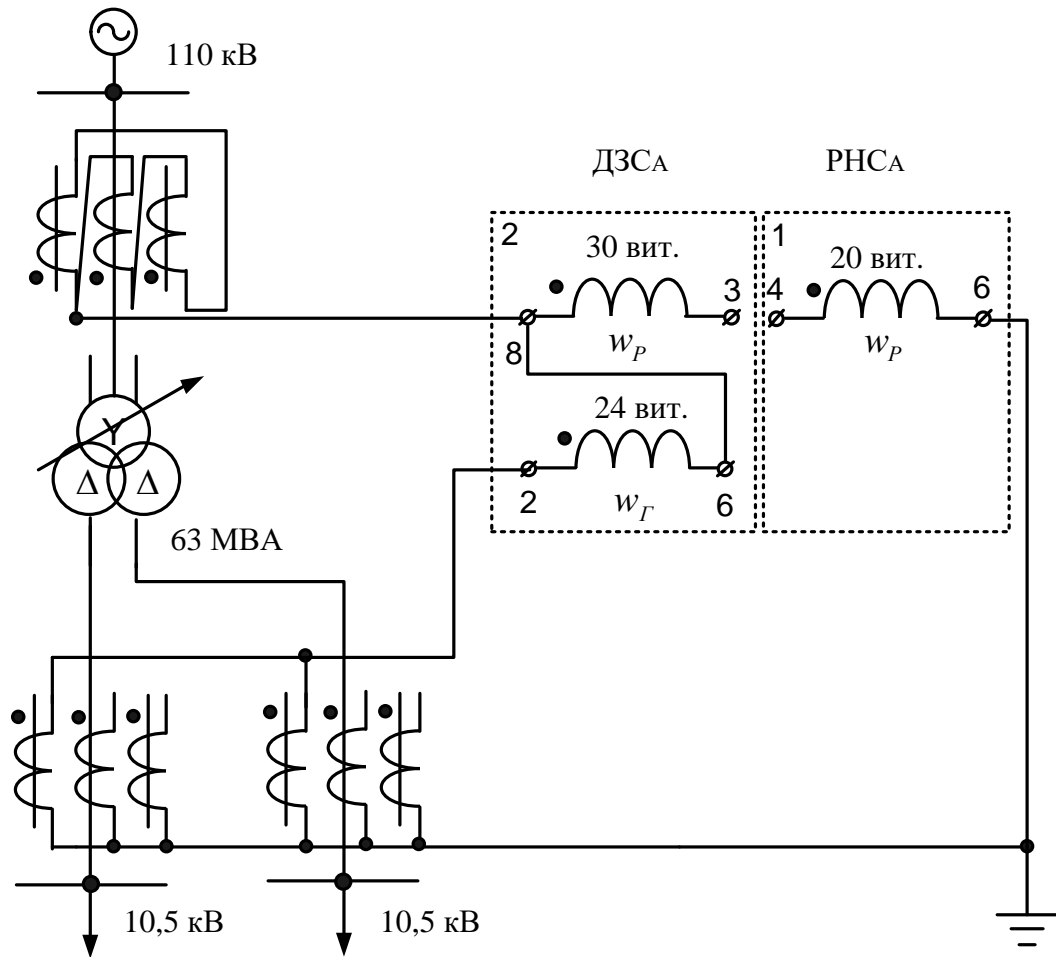 110 кВ
ДЗСА РНСА
2 30 вит. 1 20 вит.
3 4 6
wР wР
8
24 вит.
2 wГ 6
Y
Δ Δ
63 МВА
10,5 кВ 10,5 кВ